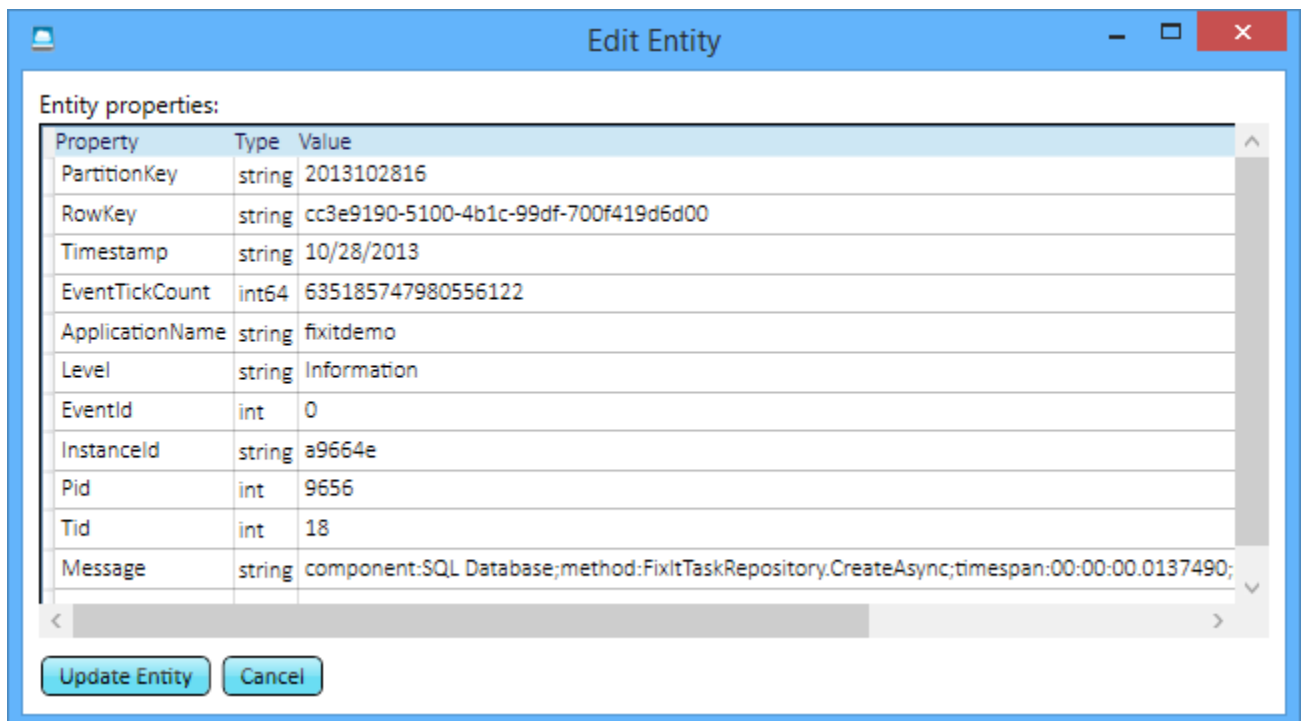 Edit Entity
Entity properties:
Property Type Value
PartitionKey string 2013102816
RowKey string cc3e9190-5100-4b1c-99df-700f419d6d00
Timestamp string 10/28/2013
EventTickCount int64 635185747980556122
ApplicationName string fixitdemo
Level string Information
EventId int 0
InstanceId string a9664e
Pid int 9656
Tid int 18
Message string component:SQL Database;method:FixItTaskRepository.CreateAsync;timespan:00:00:00.0137490;
Update Entity Cancel